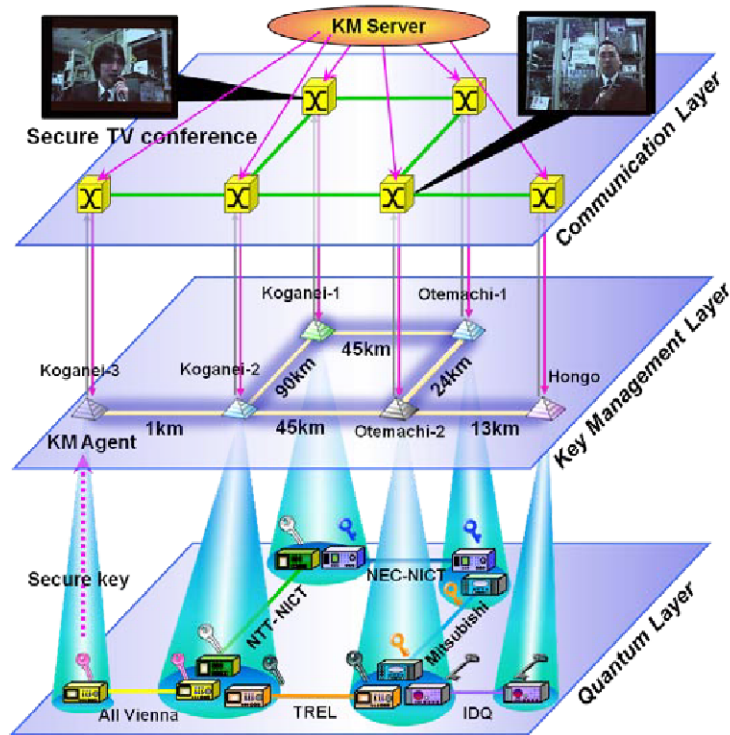 KM Server
Secure TV conference
Communication Layer
Koganei-1
Otemachi-1
45km
Koganei-3
Koganei-2
90km
24km
Hongo
1km
45km
Otemachi-2
13km
KM Agent
Key Management Layer
Secure key
NEC-NICT
NTT-NICT
Mitsubishi
All Vienna
TREL
IDQ
Quantum Layer